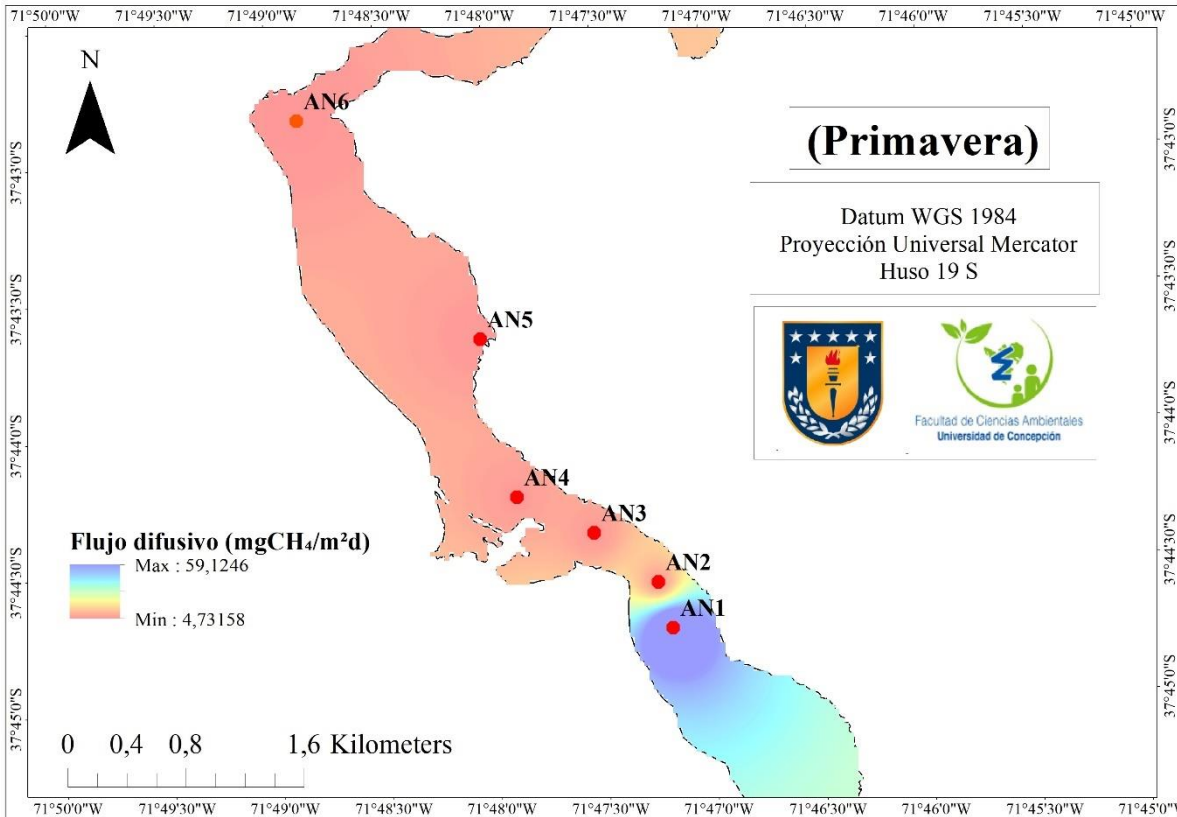 71°50'0"W 71°49'30"W 71°49'0"W 71°48'30"W 71°48'0"W 71°47'30"W 71°47'0"W 71°46'30"W 71°46'0"W 71°45'30"W 71°45'0"W
N
AN6
(Primavera)
37°43'0"S
37°43'0"S
Datum WGS 1984
Proyección Universal Mercator
Huso 19 S
37°43'30"S
37°43'30"S
AN5
Facultad de Ciencias Ambientales
Universidad de Concepción
37°44'0"S
37°44'0"S
AN4
AN3
Flujo difusivo (mgCH₄/m²d)
Max : 59,1246
Min : 4,73158
AN2
AN1
37°44'30"S
37°44'30"S
37°45'0"S
37°45'0"S
0 0,4 0,8 1,6 Kilometers
71°50'0"W 71°49'30"W 71°49'0"W 71°48'30"W 71°48'0"W 71°47'30"W 71°47'0"W 71°46'30"W 71°46'0"W 71°45'30"W 71°45'0"W